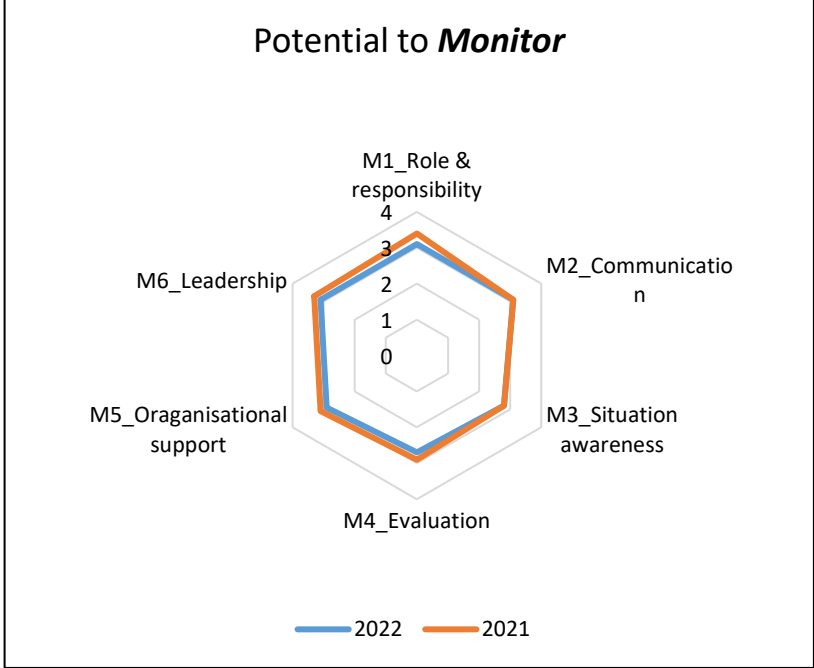 Potential to Monitor
M1_Role &
responsibility
4
3
2
1
0
M2_Communicatio
n
M3_Situation
awareness
M4_Evaluation
M5_Oraganisational
support
M6_Leadership
2022
2021